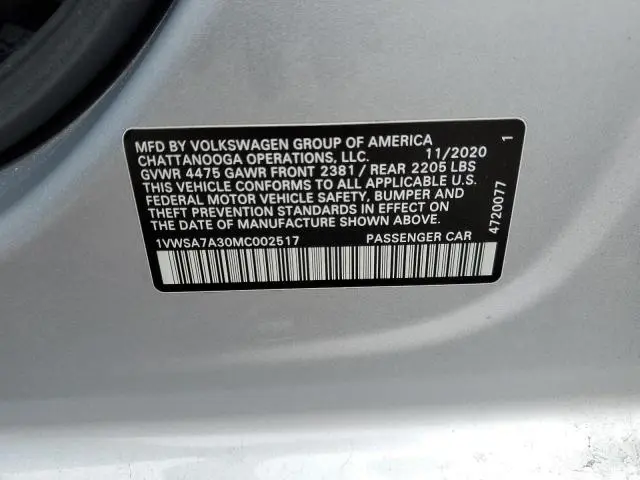 MFD BY VOLKSWAGEN GROUP OF AMERICA
CHATTANOOGA OPERATIONS, LLC. 11/2020
GVWR 4475 GAWR FRONT 2381 / REAR 2205 LBS
THIS VEHICLE CONFORMS TO ALL APPLICABLE U.S.
FEDERAL MOTOR VEHICLE SAFETY, BUMPER AND
THEFT PREVENTION STANDARDS IN EFFECT ON
THE DATE OF MANUFACTURE SHOWN ABOVE.
1VWSA7A30MC002517 PASSENGER CAR
4720077 1